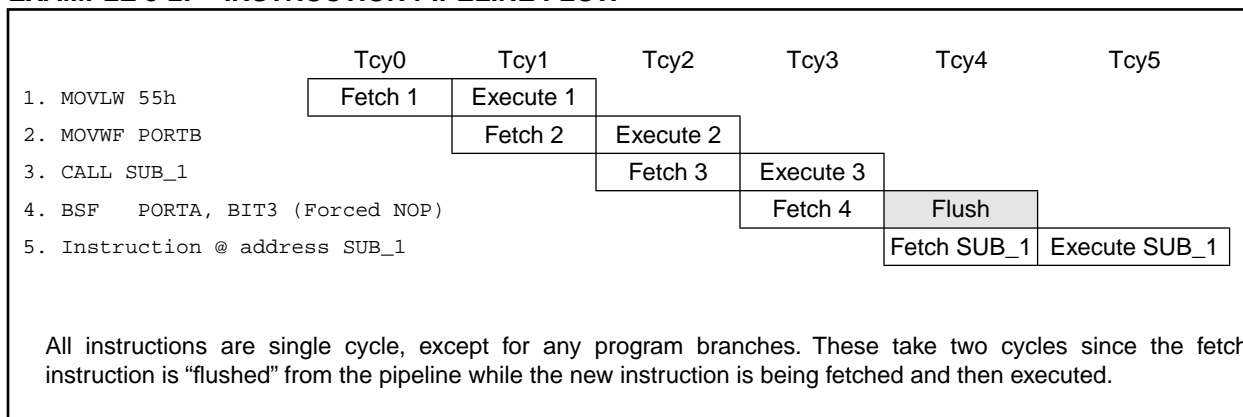 Tcy0 Tcy1 Tcy2 Tcy3 Tcy4 Tcy5
1. MOVLW 55h Fetch 1 Execute 1
2. MOVWF PORTB Fetch 2 Execute 2
3. CALL SUB_1 Fetch 3 Execute 3
4. BSF PORTA, BIT3 (Forced NOP) Fetch 4 Flush
5. Instruction @ address SUB_1 Fetch SUB_1 Execute SUB_1
All instructions are single cycle, except for any program branches. These take two cycles since the fetch
instruction is “flushed” from the pipeline while the new instruction is being fetched and then executed.